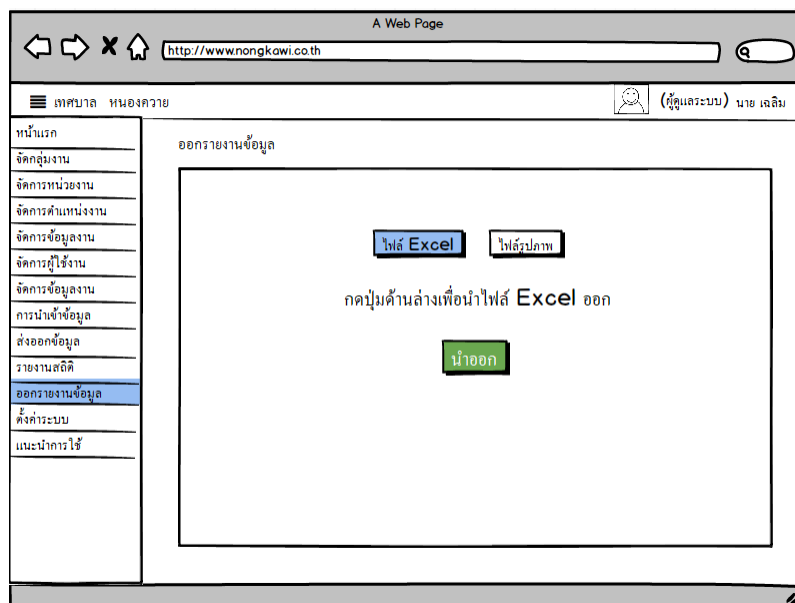 A Web Page
http://www.nongkawi.co.th
เทศบาล หนองควาย
(ผู้ดูแลระบบ) นาย เฉลิม
หน้าแรก
จัดกลุ่มงาน
จัดการหน่วยงาน
จัดการตำแหน่งงาน
จัดการข้อมูลงาน
จัดการผู้ใช้งาน
จัดการข้อมูลงาน
การนำเข้าข้อมูล
ส่งออกข้อมูล
รายงานสถิติ
ออกรายงานข้อมูล
ตั้งค่าระบบ
แนะนำการใช้
ออกรายงานข้อมูล
ไฟล์ Excel
ไฟล์รูปภาพ
กดปุ่มด้านล่างเพื่อนำไฟล์ Excel ออก
นำออก